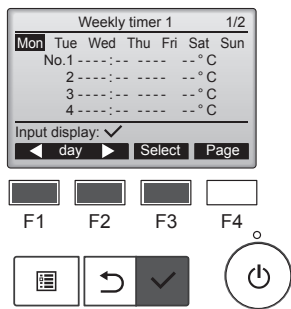 Weekly timer 1 1/2
Mon Tue Wed Thu Fri Sat Sun
No.1 - - - - : - - - - - - - - ° C
2 - - - - : - - - - - - - - ° C
3 - - - - : - - - - - - - - ° C
4 - - - - : - - - - - - - - ° C
Input display: ✓
◀ day ▶ Select Page
F1 F2 F3 F4